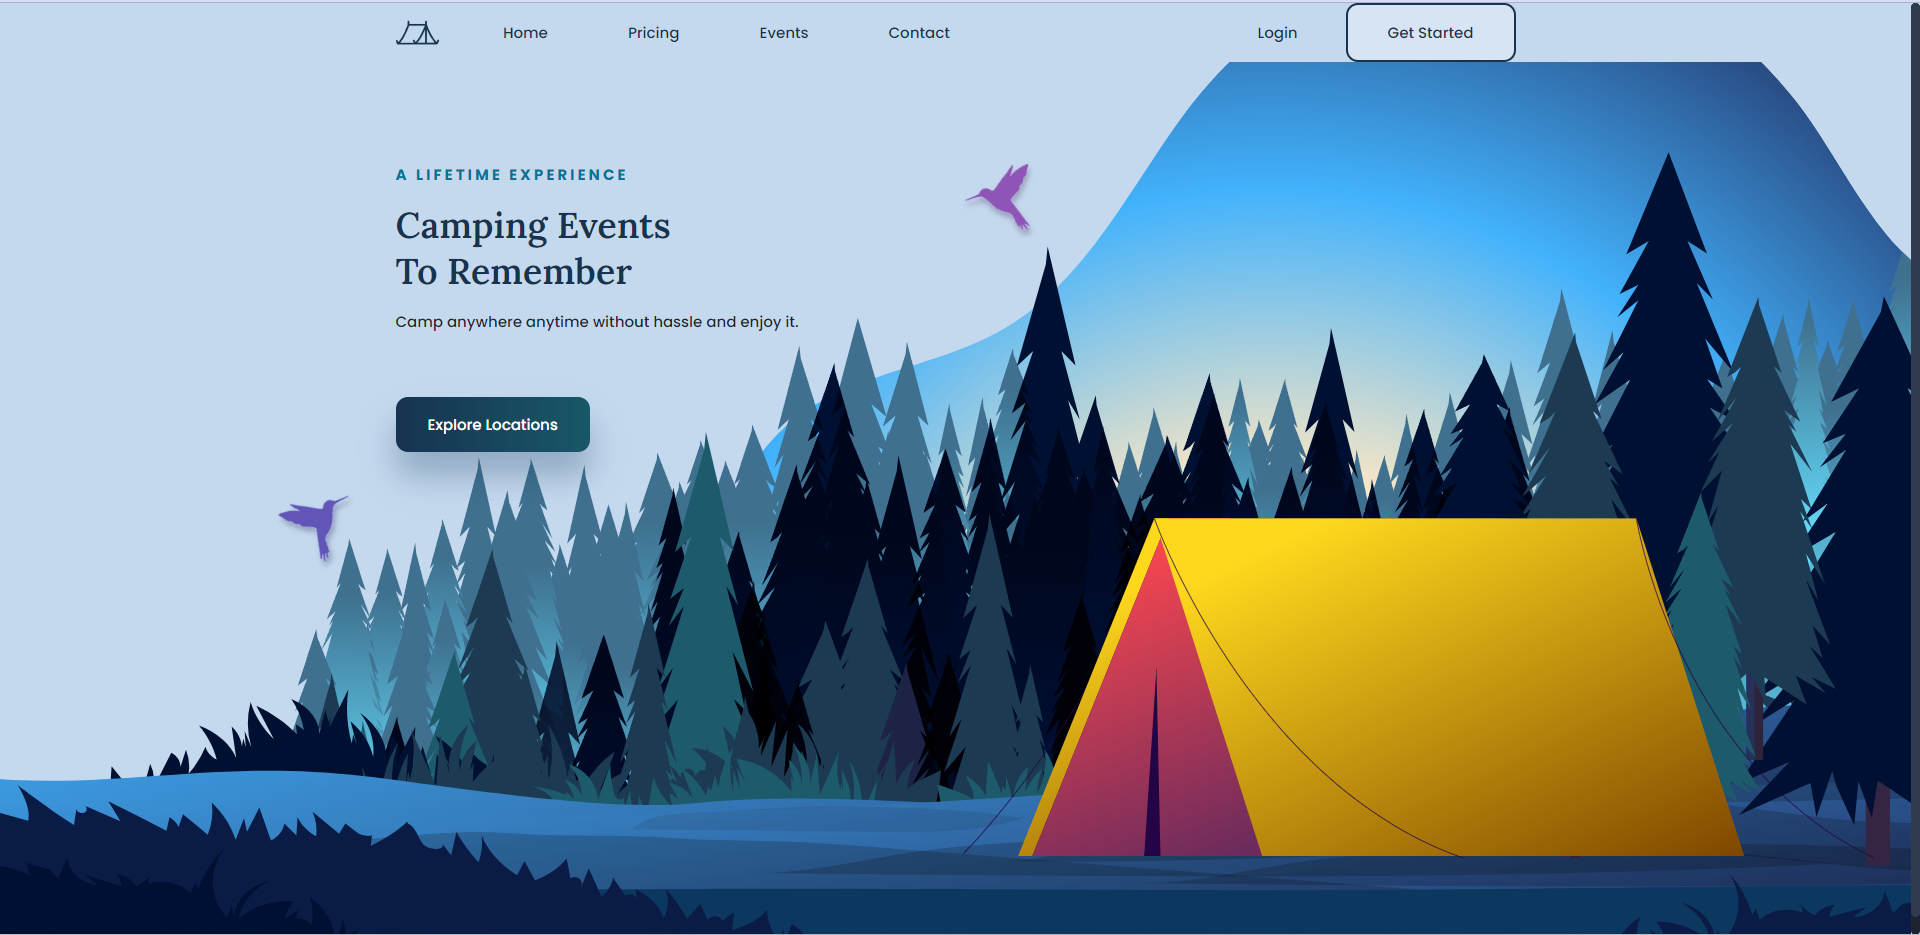 Home
Pricing
Events
Contact
Login
Get Started
A LIFETIME EXPERIENCE
Camping Events
To Remember
Camp anywhere anytime without hassle and enjoy it.
Explore Locations